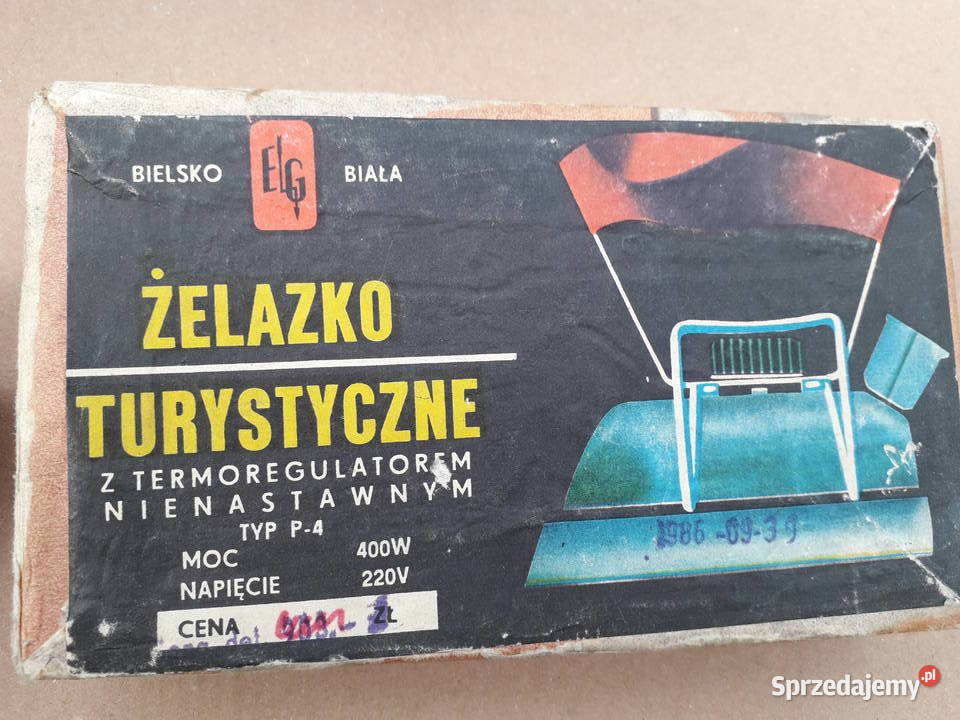 BIELSKO ELG BIAŁA
ŻELAZKO
TURYSTYCZNE
Z TERMOREGULATOREM
NIENASTAWNYM
TYP P-4
MOC 400W
NAPIĘCIE 220V
CENA ZŁ
1986-09-39
Sprzedajemy.pl